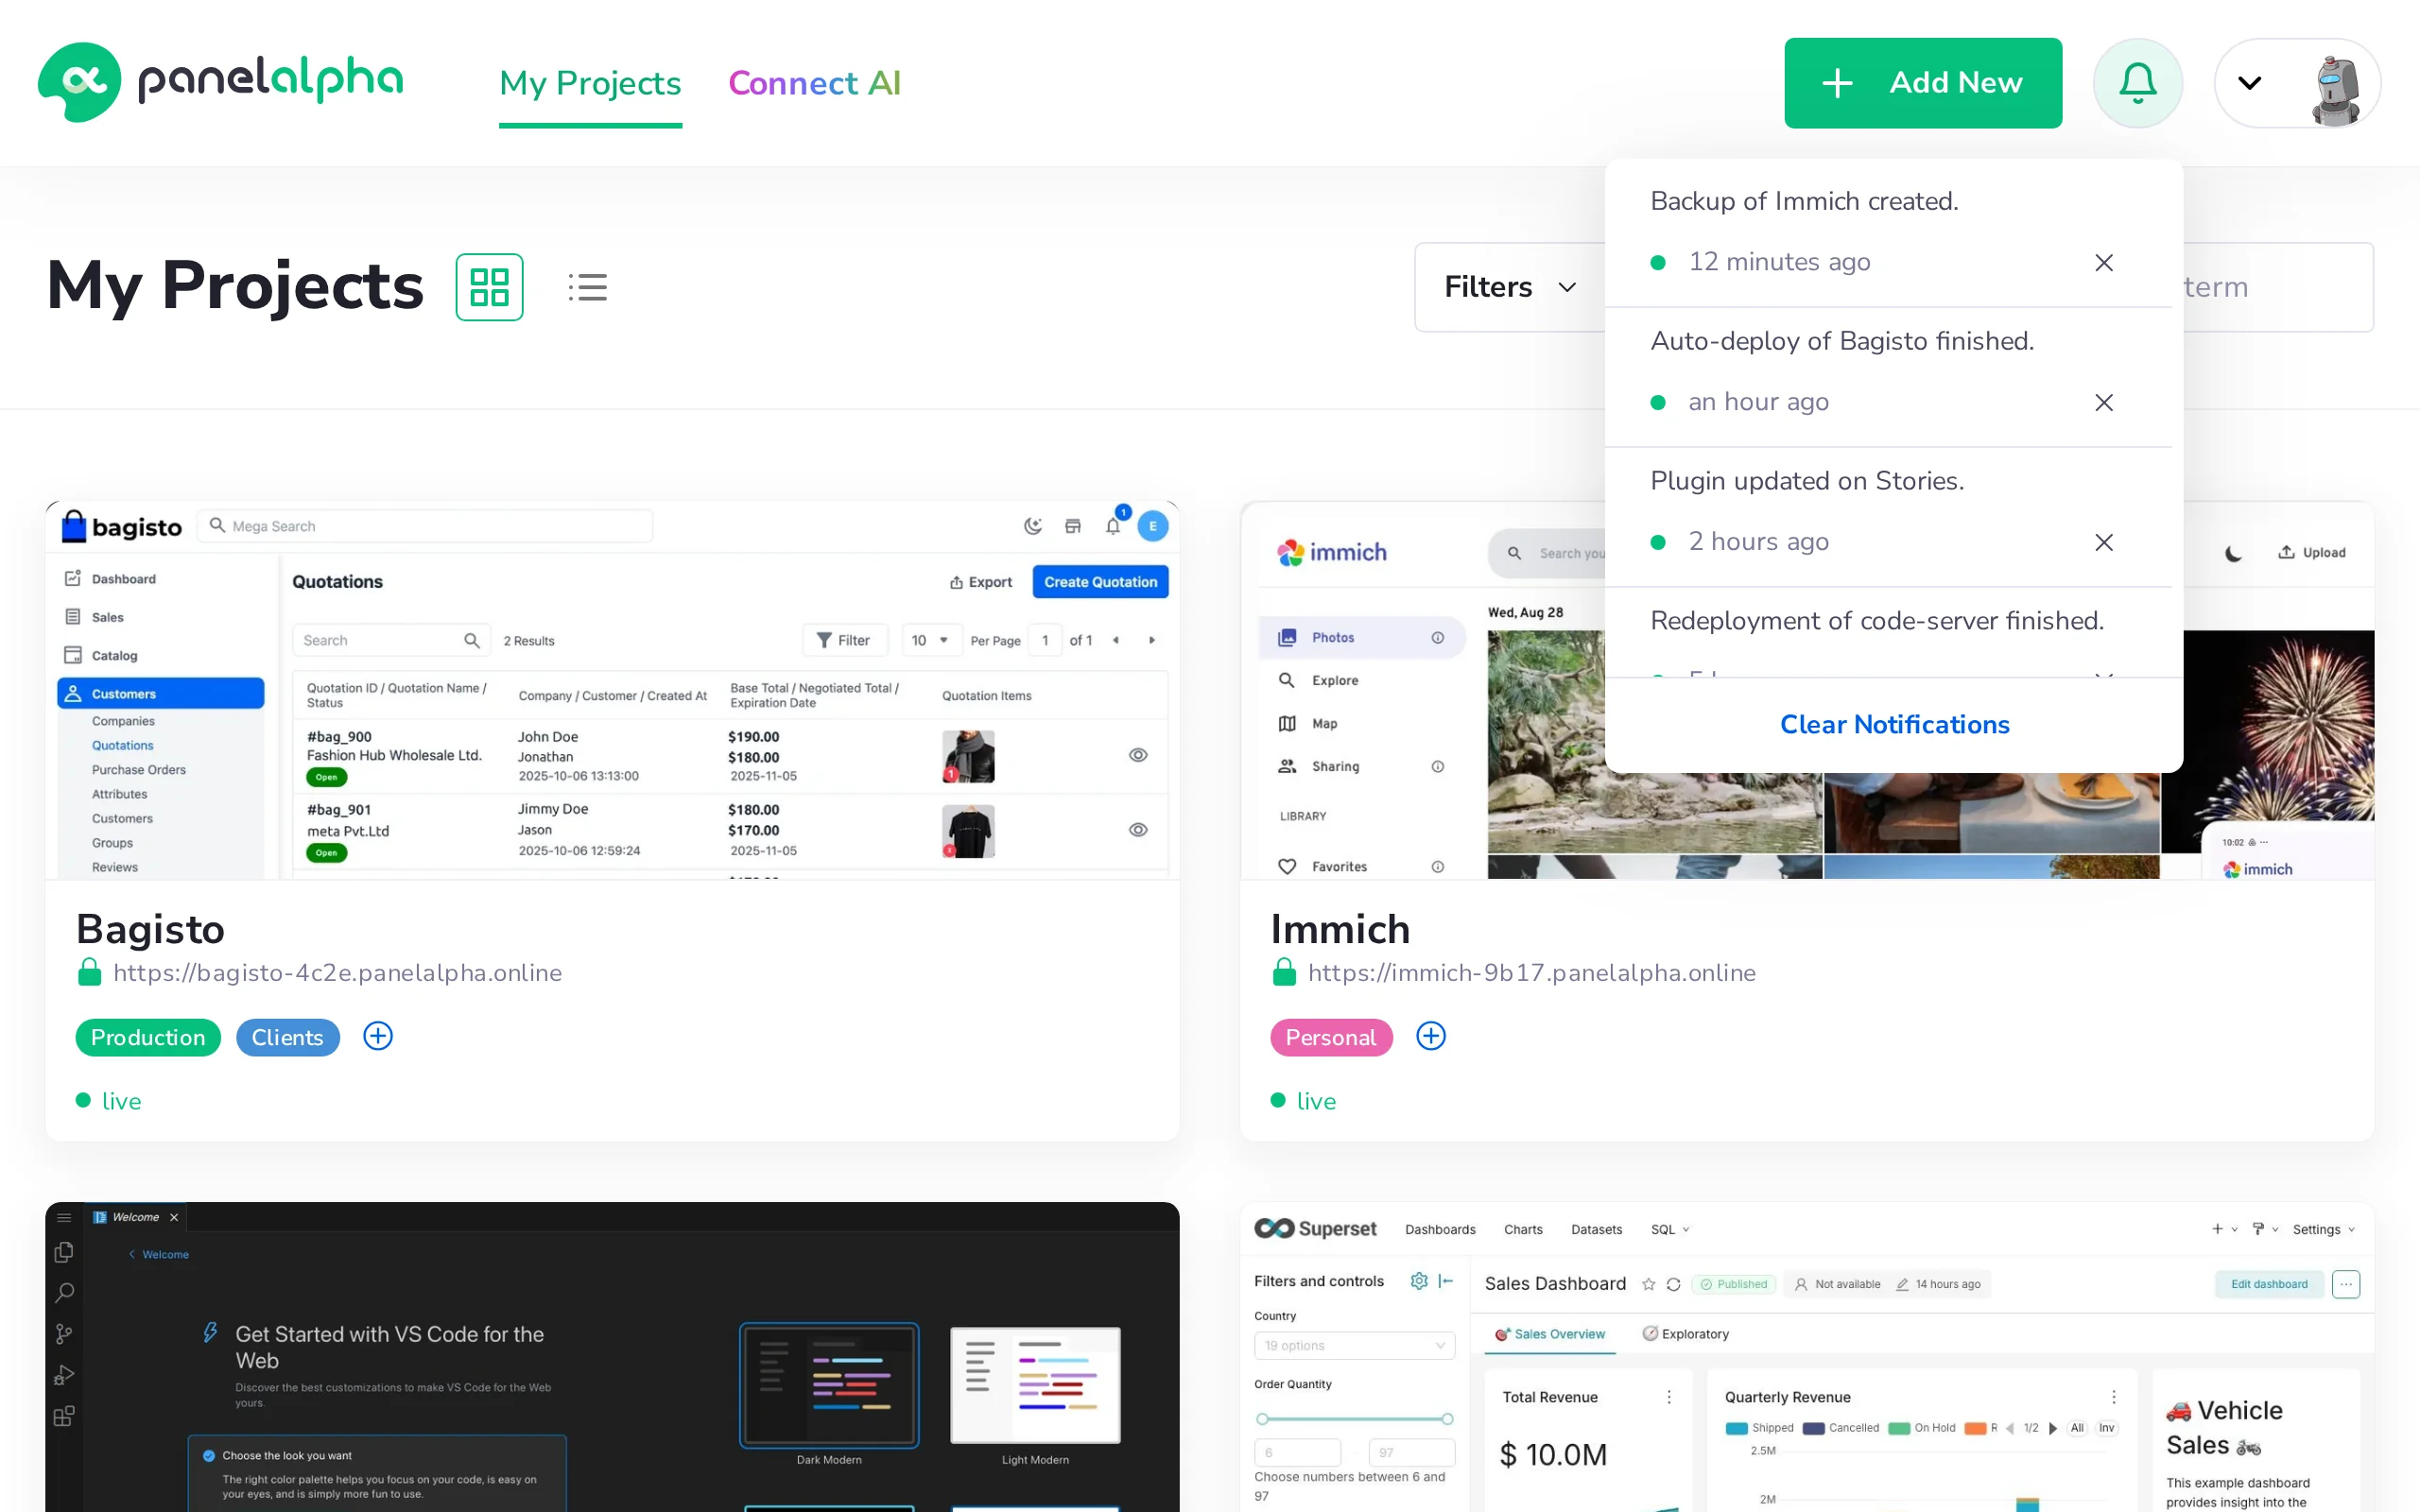 panelalpha
My Projects
Connect AI
Add New
My Projects
Filters
term
Backup of Immich created.
12 minutes ago
Auto-deploy of Bagisto finished.
an hour ago
Plugin updated on Stories.
2 hours ago
Redeployment of code-server finished.
Clear Notifications
bagisto
Mega Search
1
E
Dashboard
Sales
Catalog
Customers
Companies
Quotations
Purchase Orders
Attributes
Customers
Groups
Reviews
Quotations
Export
Create Quotation
Search
2 Results
Filter
10
Per Page
1
of 1
Quotation ID / Quotation Name / Status
Company / Customer / Created At
Base Total / Negotiated Total / Expiration Date
Quotation Items
#bag_900
Fashion Hub Wholesale Ltd.
Open
John Doe
Jonathan
2025-10-06 13:13:00
$190.00
$180.00
2025-11-05
1
#bag_901
meta Pvt.Ltd
Open
Jimmy Doe
Jason
2025-10-06 12:59:24
$180.00
$170.00
2025-11-05
3
Bagisto
https://bagisto-4c2e.panelalpha.online
Production
Clients
live
immich
Search you
Upload
Photos
Explore
Map
Sharing
LIBRARY
Favorites
Wed, Aug 28
10:02
immich
Immich
https://immich-9b17.panelalpha.online
Personal
live
Welcome
Welcome
Get Started with VS Code for the
Web
Discover the best customizations to make VS Code for the Web
yours.
Choose the look you want
The right color palette helps you focus on your code, is easy on
your eyes, and is simply more fun to use.
Dark Modern
Light Modern
Superset
Dashboards
Charts
Datasets
SQL
Settings
Filters and controls
Country
19 options
Order Quantity
6
97
Choose numbers between 6 and
97
Sales Dashboard
Published
Not available
14 hours ago
Edit dashboard
Sales Overview
Exploratory
Total Revenue
$ 10.0M
Quarterly Revenue
Shipped
Cancelled
On Hold
R
1/2
All
Inv
2.5M
2M
Vehicle
Sales
This example dashboard
provides insight into the